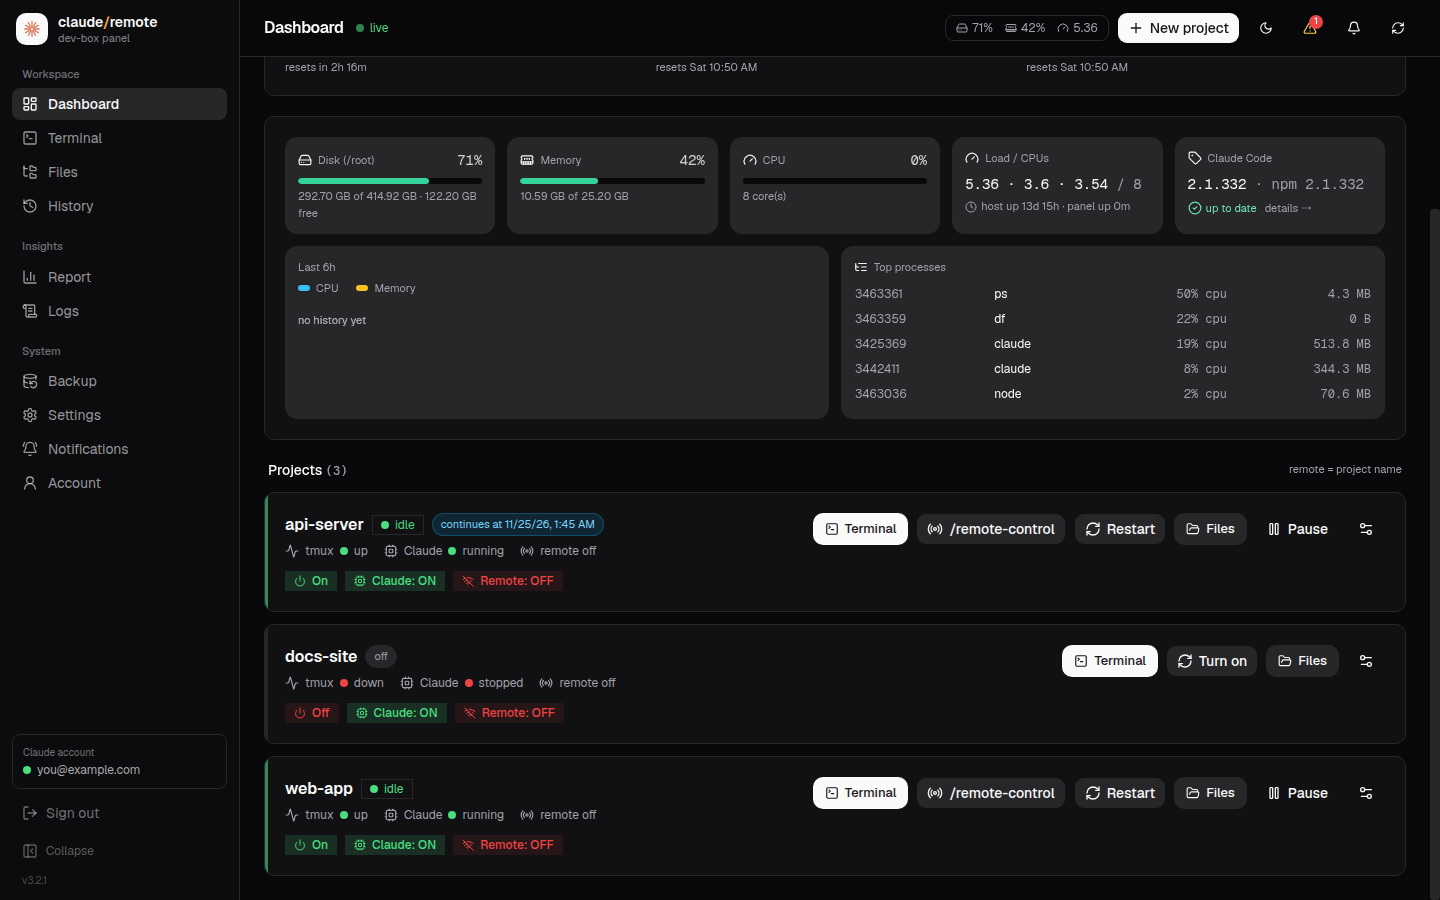 claude/remote
dev-box panel
Workspace
Dashboard
Terminal
Files
History
Insights
Report
Logs
System
Backup
Settings
Notifications
Account
Claude account
you@example.com
Sign out
Collapse
v3.2.1
Dashboard live 71% 42% 5.36 New project 1
resets in 2h 16m resets Sat 10:50 AM resets Sat 10:50 AM
Disk (/root) 71%
292.70 GB of 414.92 GB · 122.20 GB
free
Memory 42%
10.59 GB of 25.20 GB
CPU 0%
8 core(s)
Load / CPUs
5.36 · 3.6 · 3.54 / 8
host up 13d 15h · panel up 0m
Claude Code
2.1.332 · npm 2.1.332
up to date details →
Last 6h
CPU Memory
no history yet
Top processes
3463361 ps 50% cpu 4.3 MB
3463359 df 22% cpu 0 B
3425369 claude 19% cpu 513.8 MB
3442411 claude 8% cpu 344.3 MB
3463036 node 2% cpu 70.6 MB
Projects (3) remote = project name
api-server idle continues at 11/25/26, 1:45 AM Terminal /remote-control Restart Files Pause
tmux up Claude running remote off
On Claude: ON Remote: OFF
docs-site off Terminal Turn on Files
tmux down Claude stopped remote off
Off Claude: ON Remote: OFF
web-app idle Terminal /remote-control Restart Files Pause
tmux up Claude running remote off
On Claude: ON Remote: OFF